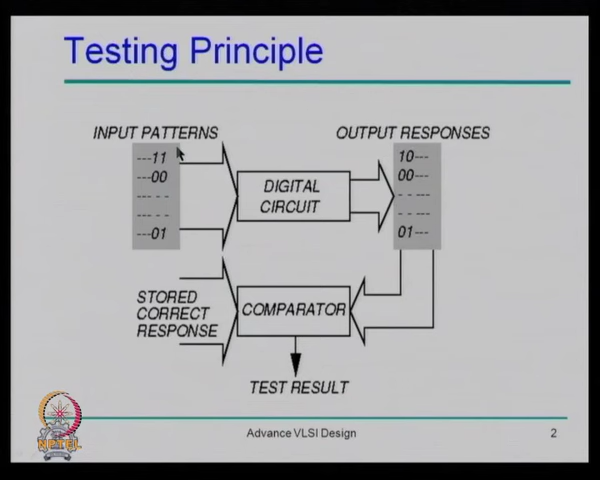 Testing Principle
INPUT PATTERNS
---11
---00
--- --
--- --
---01
DIGITAL
CIRCUIT
OUTPUT RESPONSES
10---
00---
-- ---
-- ---
01---
STORED
CORRECT
RESPONSE
COMPARATOR
TEST RESULT
NPTEL
Advance VLSI Design
2